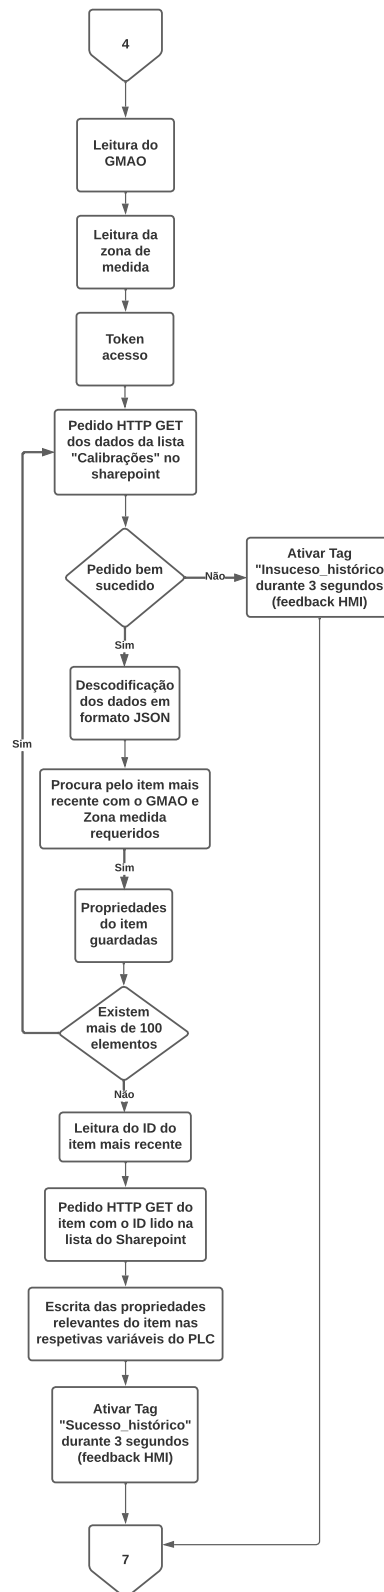 4
Leitura do
GMAO
Leitura da
zona de
medida
Token
acesso
Pedido HTTP GET
dos dados da lista
"Calibrações" no
sharepoint
Pedido bem
sucedido
Não
Ativar Tag
"Insuceso_histórico
durante 3 segundos
(feedback HMI)
Sim
Descodificação
dos dados em
formato JSON
Sim
Procura pelo item mais
recente com o GMAO e
Zona medida
requeridos
Sim
Propriedades
do item
guardadas
Existem
mais de 100
elementos
Não
Leitura do ID do
item mais recente
Pedido HTTP GET do
item com o ID lido na
lista do Sharepoint
Escrita das propriedades
relevantes do item nas
respetivas variáveis do PLC
Ativar Tag
"Sucesso_histórico"
durante 3 segundos
(feedback HMI)
7